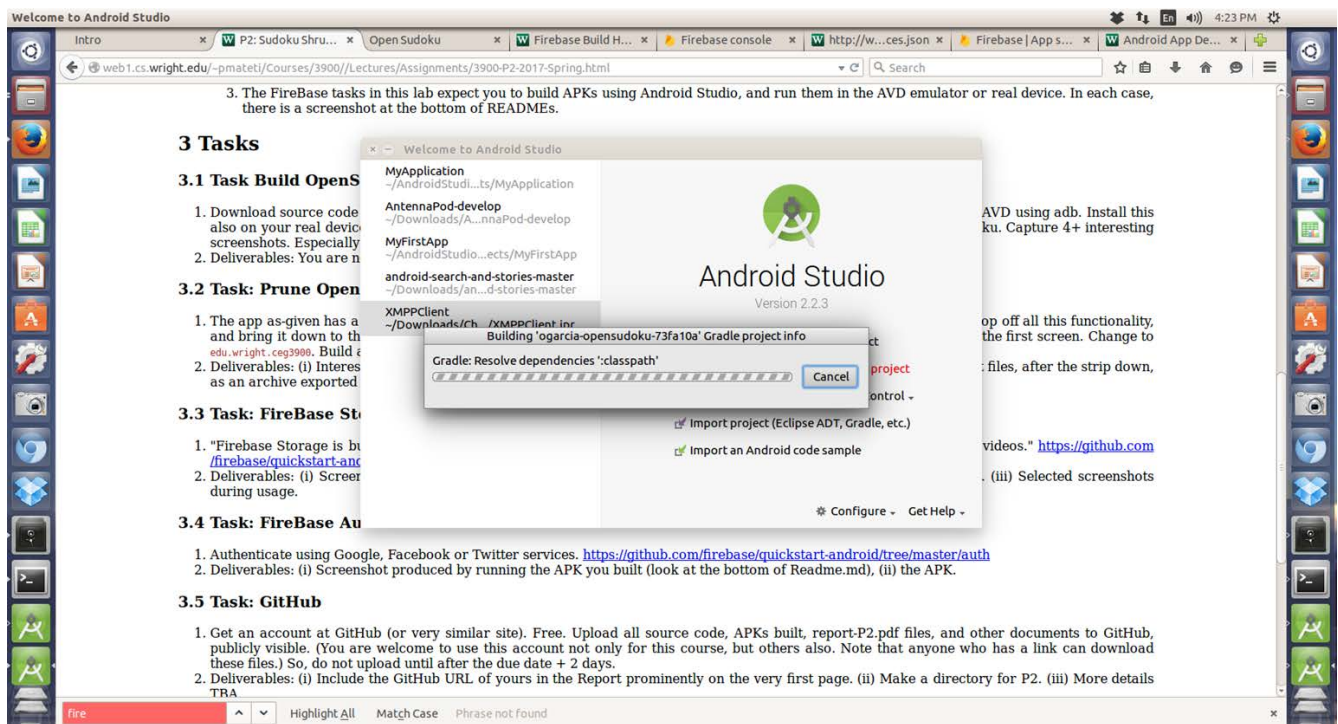 Welcome to Android Studio
En
4:23 PM
Intro
P2: Sudoku Shru...
Open Sudoku
Firebase Build H...
Firebase console
http://w...ces.json
Firebase | App s...
Android App De...
web1.cs.wright.edu/~pmateti/Courses/3900//Lectures/Assignments/3900-P2-2017-Spring.html
Search
3. The FireBase tasks in this lab expect you to build APKs using Android Studio, and run them in the AVD emulator or real device. In each case,
there is a screenshot at the bottom of READMEs.
3 Tasks
3.1 Task Build OpenS
1. Download source code
AVD using adb. Install this
also on your real devic
ku. Capture 4+ interesting
screenshots. Especially
2. Deliverables: You are n
3.2 Task: Prune Open
1. The app as-given has a
op off all this functionality,
and bring it down to th
the first screen. Change to
edu.wright.ceg3900. Build a
2. Deliverables: (i) Interes
files, after the strip down,
as an archive exported
3.3 Task: FireBase St
1. "Firebase Storage is bu
videos." https://github.com
/firebase/quickstart-and
2. Deliverables: (i) Screen
. (iii) Selected screenshots
during usage.
3.4 Task: FireBase Au
1. Authenticate using Google, Facebook or Twitter services. https://github.com/firebase/quickstart-android/tree/master/auth
2. Deliverables: (i) Screenshot produced by running the APK you built (look at the bottom of Readme.md), (ii) the APK.
3.5 Task: GitHub
1. Get an account at GitHub (or very similar site). Free. Upload all source code, APKs built, report-P2.pdf files, and other documents to GitHub,
publicly visible. (You are welcome to use this account not only for this course, but others also. Note that anyone who has a link can download
these files.) So, do not upload until after the due date + 2 days.
2. Deliverables: (i) Include the GitHub URL of yours in the Report prominently on the very first page. (ii) Make a directory for P2. (iii) More details
TBA
Welcome to Android Studio
MyApplication
~/AndroidStudi...ts/MyApplication
AntennaPod-develop
~/Downloads/A...nnaPod-develop
MyFirstApp
~/AndroidStudio...ects/MyFirstApp
android-search-and-stories-master
~/Downloads/an...d-stories-master
XMPPClient
~/Downloads/Ch.../XMPPClient.ipr
Android Studio
Version 2.2.3
ct
project
ontrol
Import project (Eclipse ADT, Gradle, etc.)
Import an Android code sample
Configure
Get Help
Building 'ogarcia-opensudoku-73fa10a' Gradle project info
Gradle: Resolve dependencies ':classpath'
Cancel
fire
Highlight All
Match Case
Phrase not found